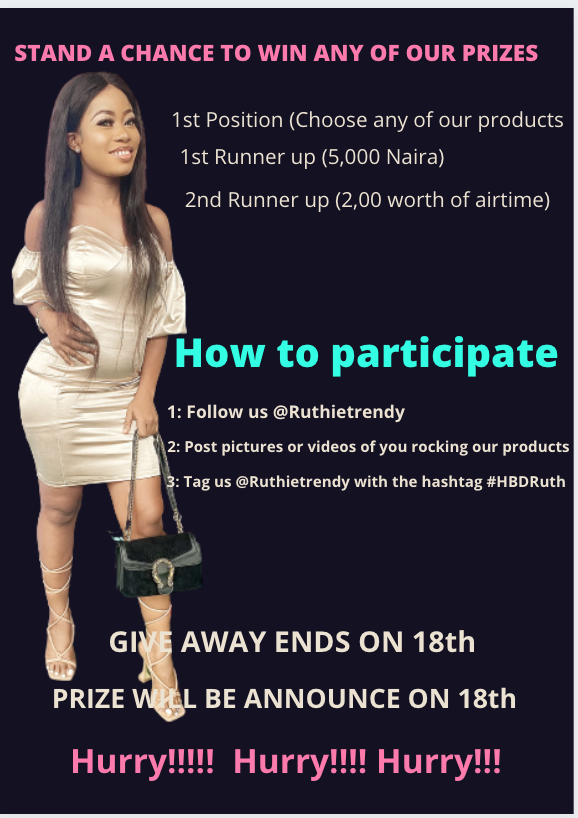 STAND A CHANCE TO WIN ANY OF OUR PRIZES
1st Position (Choose any of our products
1st Runner up (5,000 Naira)
2nd Runner up (2,00 worth of airtime)
How to participate
1: Follow us @Ruthietrendy
2: Post pictures or videos of you rocking our products
3: Tag us @Ruthietrendy with the hashtag #HBDRuth
GIVE AWAY ENDS ON 18th
PRIZE WILL BE ANNOUNCE ON 18th
Hurry!!!!! Hurry!!!! Hurry!!!